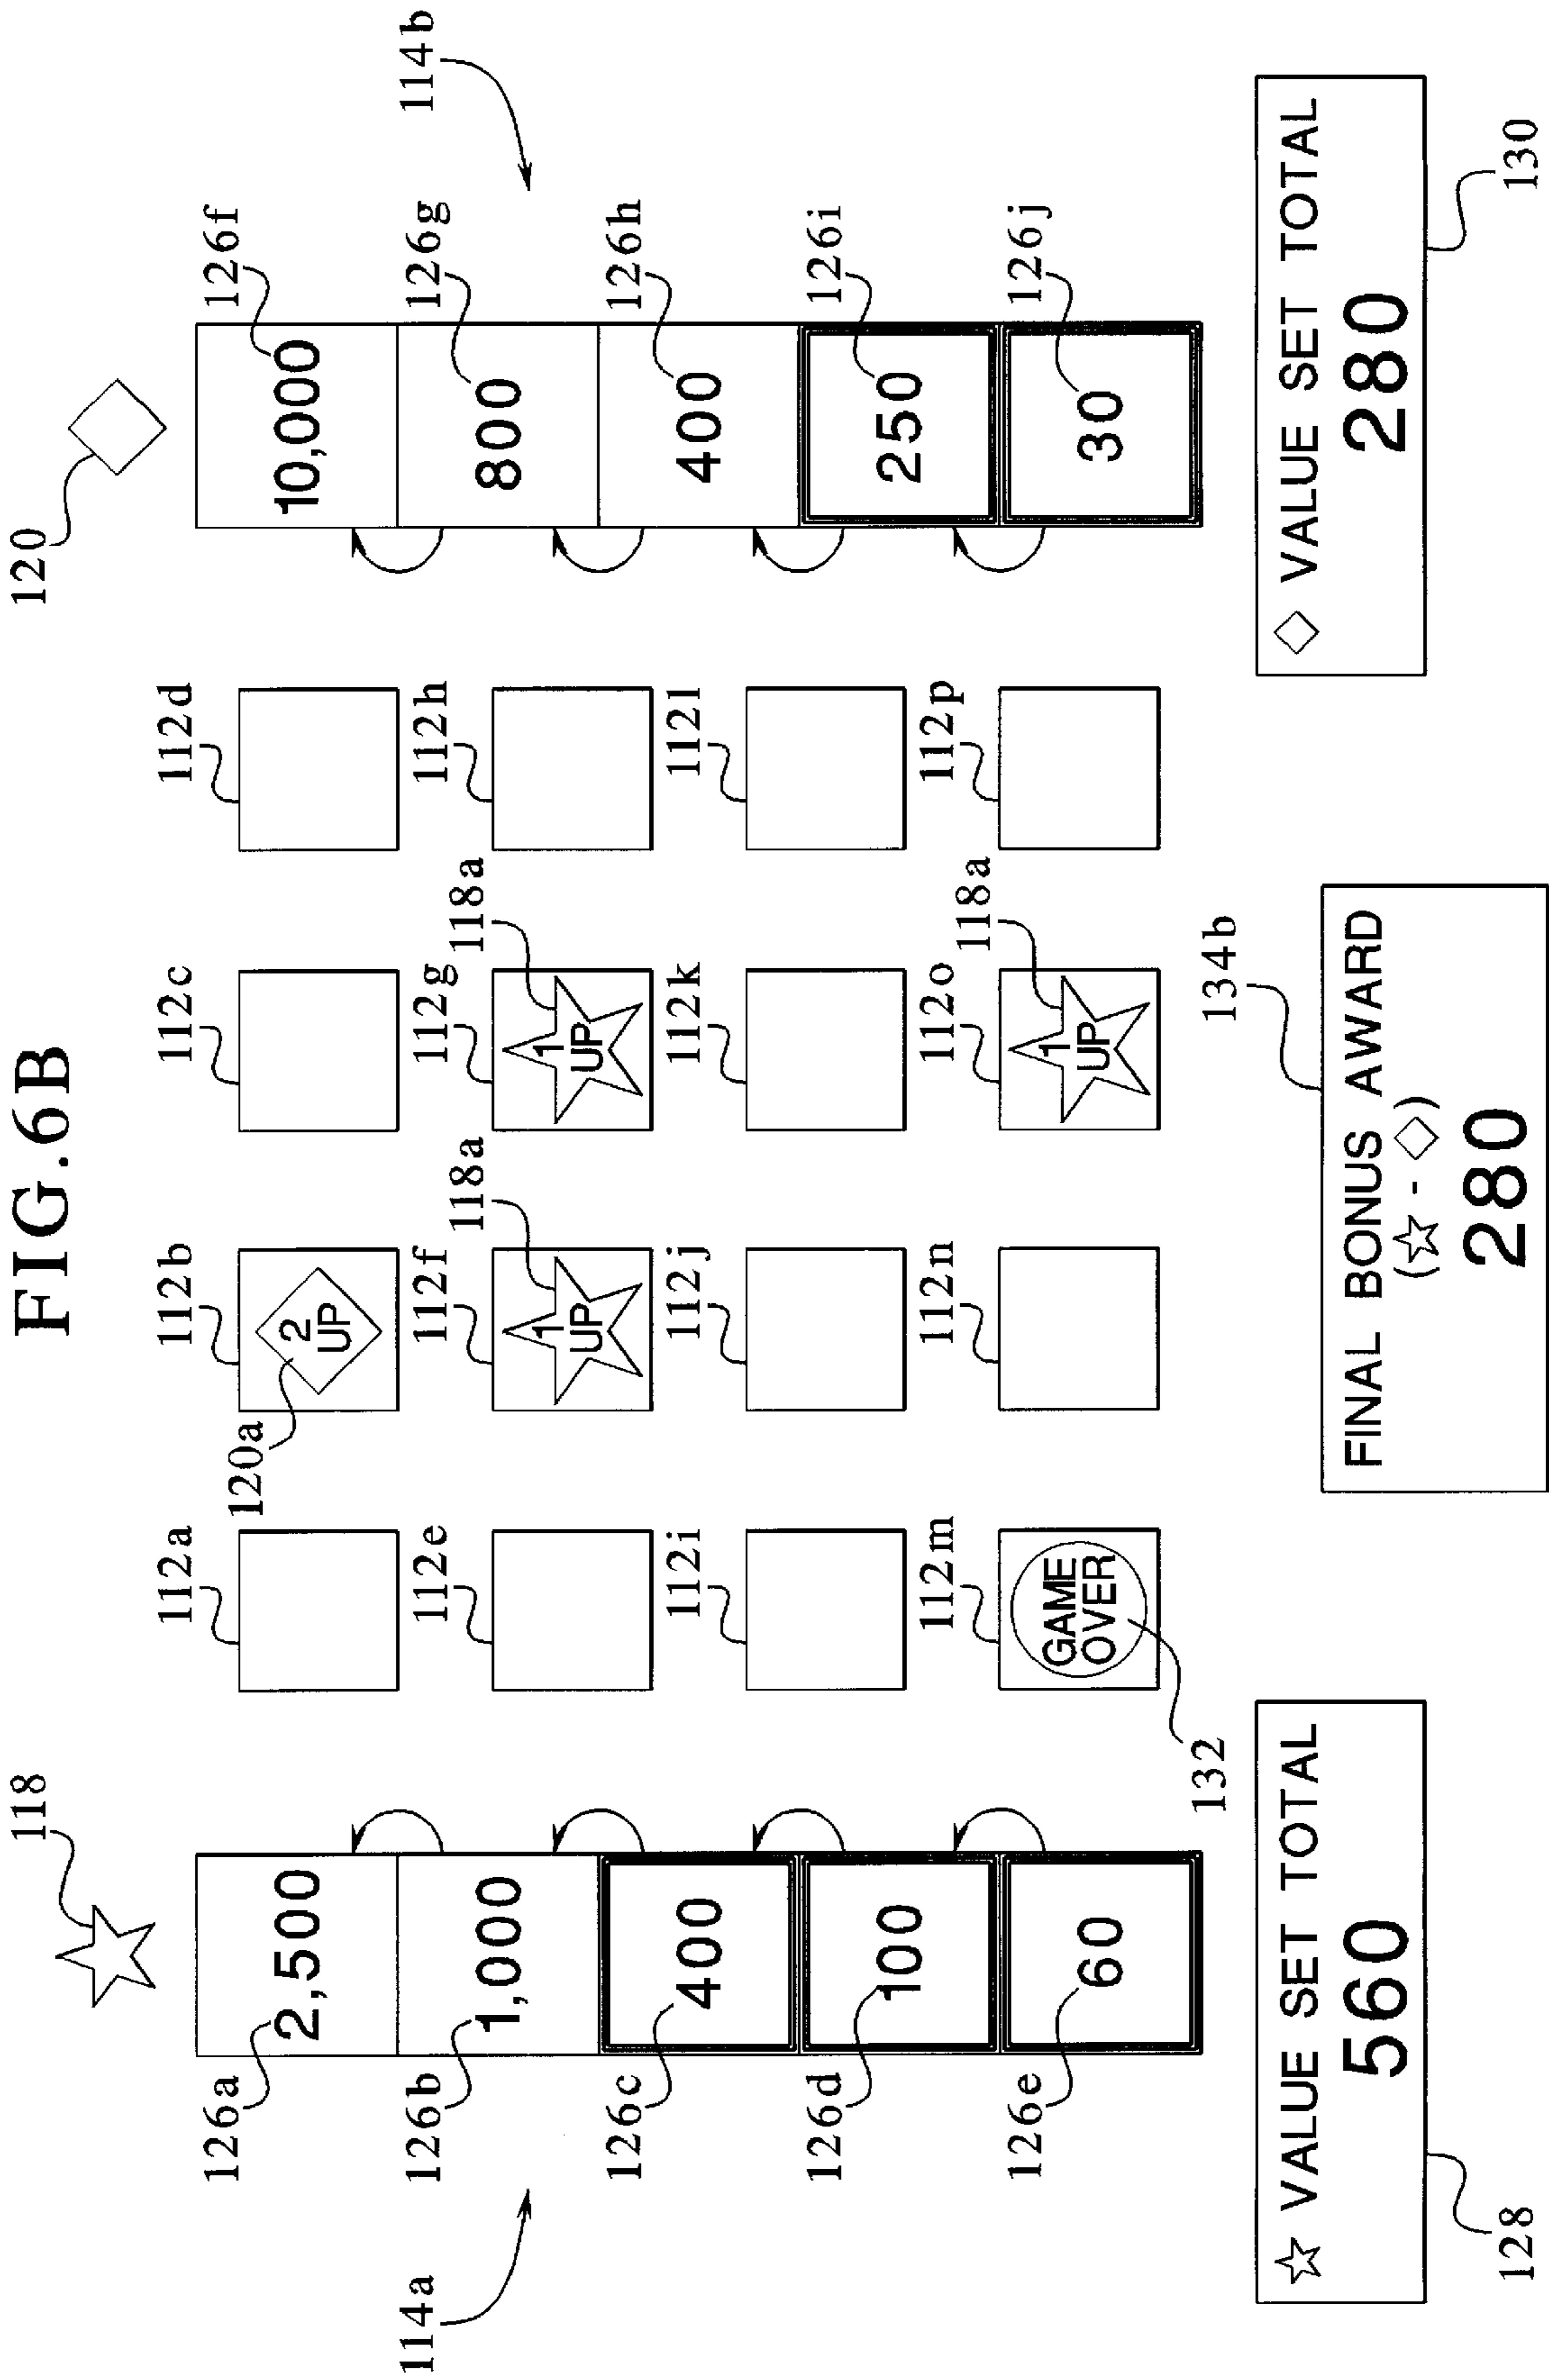 FIG.6B
118
120
114a
114b
126a
2,500
126b
1,000
126c
400
126d
100
126e
60
112a
112b
112c
112d
120a
2
UP
112e
112f
112g
112h
118a
1
UP
118a
1
UP
112i
112j
112k
112l
112m
112n
112o
112p
GAME
OVER
132
118a
1
UP
10,000
126f
800
126g
400
126h
250
126i
30
126j
☆ VALUE SET TOTAL
560
128
FINAL BONUS AWARD
(☆ - ◇)
280
134b
◇ VALUE SET TOTAL
280
130